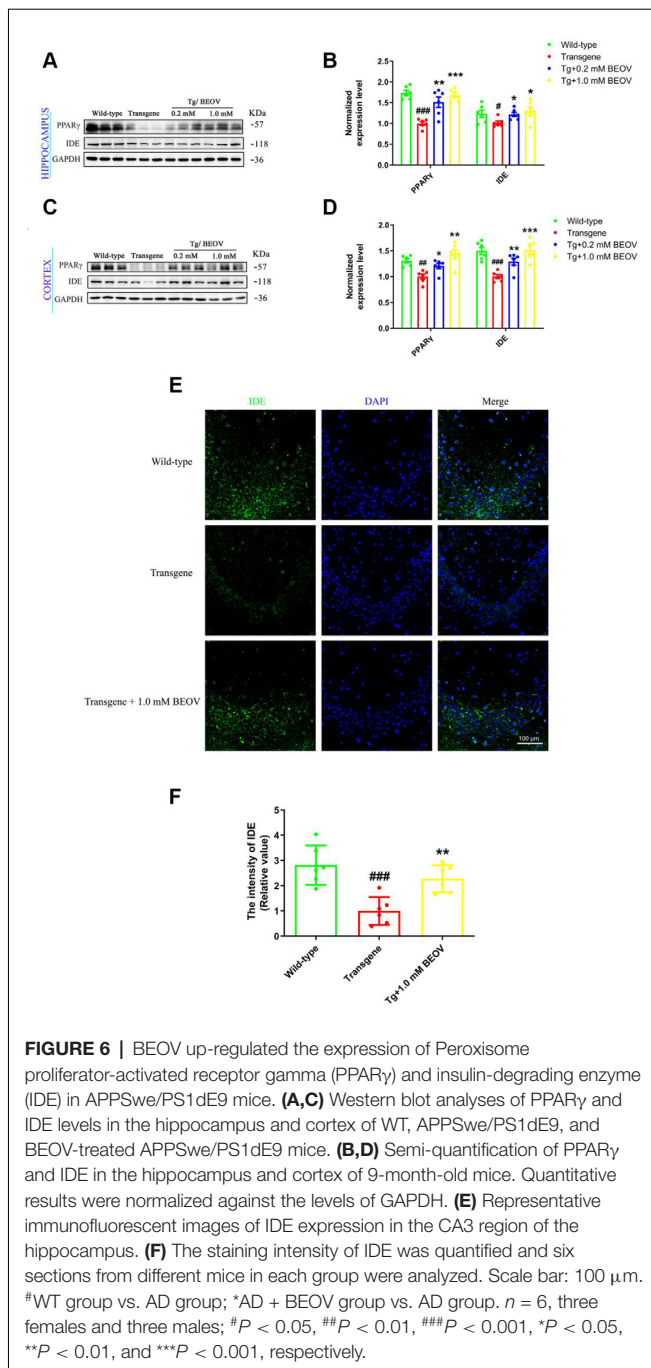 A
HIPPOCAMPUS
Tg/ BEOV
Wild-type Transgene 0.2 mM 1.0 mM KDa
PPARγ -57
IDE -118
GAPDH -36
B
Normalized
expression level
2.5
2.0
1.5
1.0
0.5
0.0
### ** ***
# * *
PPARγ
IDE
Wild-type
Transgene
Tg+0.2 mM BEOV
Tg+1.0 mM BEOV
C
CORTEX
Tg/ BEOV
Wild-type Transgene 0.2 mM 1.0 mM KDa
PPARγ -57
IDE -118
GAPDH -36
D
Normalized
expression level
2.0
1.5
1.0
0.5
0.0
## * **
### ** ***
PPARγ
IDE
Wild-type
Transgene
Tg+0.2 mM BEOV
Tg+1.0 mM BEOV
E
IDE DAPI Merge
Wild-type
Transgene
Transgene + 1.0 mM BEOV
100 μm
F
The intensity of IDE
(Relative value)
5
4
3
2
1
0
###
**
Wild-type
Transgene
Tg+1.0 mM BEOV
FIGURE 6 | BEOV up-regulated the expression of Peroxisome
proliferator-activated receptor gamma (PPARγ) and insulin-degrading enzyme
(IDE) in APPSwe/PS1dE9 mice. (A,C) Western blot analyses of PPARγ and
IDE levels in the hippocampus and cortex of WT, APPSwe/PS1dE9, and
BEOV-treated APPSwe/PS1dE9 mice. (B,D) Semi-quantification of PPARγ
and IDE in the hippocampus and cortex of 9-month-old mice. Quantitative
results were normalized against the levels of GAPDH. (E) Representative
immunofluorescent images of IDE expression in the CA3 region of the
hippocampus. (F) The staining intensity of IDE was quantified and six
sections from different mice in each group were analyzed. Scale bar: 100 μm.
#WT group vs. AD group; *AD + BEOV group vs. AD group. n = 6, three
females and three males; #P < 0.05, ##P < 0.01, ###P < 0.001, *P < 0.05,
**P < 0.01, and ***P < 0.001, respectively.